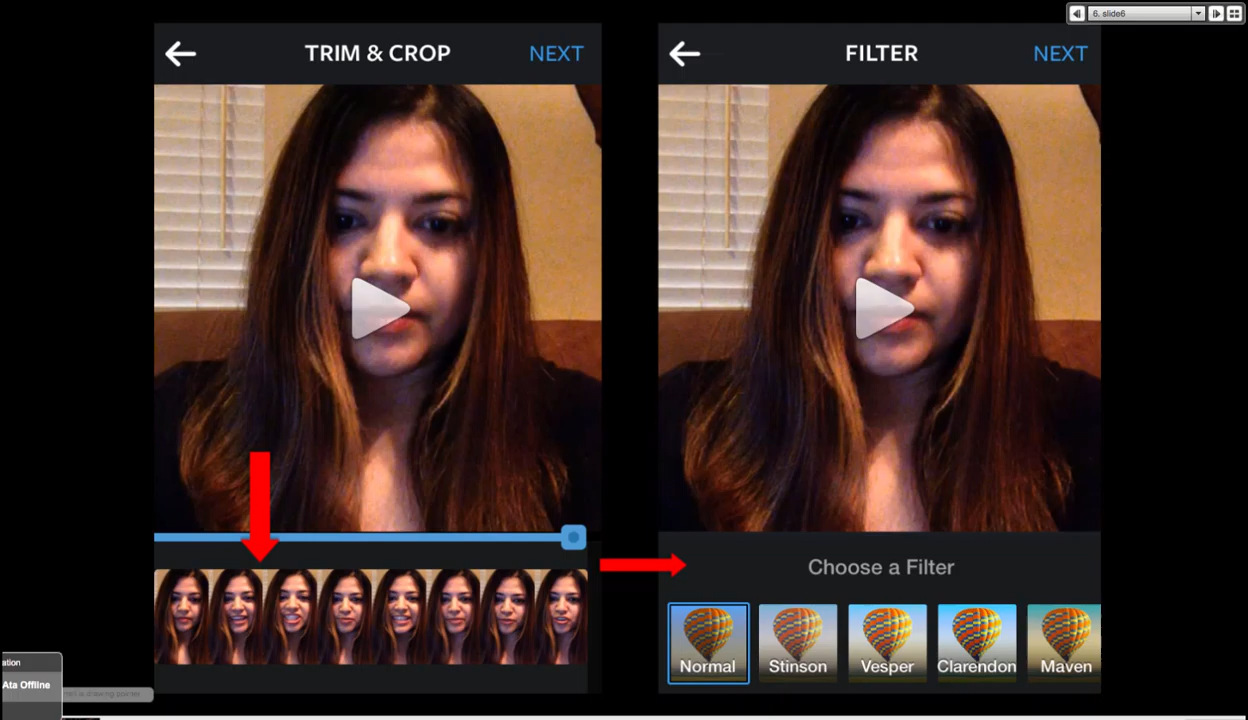 6. slide6
TRIM & CROP
NEXT
FILTER
NEXT
Choose a Filter
Normal
Stinson
Vesper
Clarendon
Maven
ation
Ata Offline